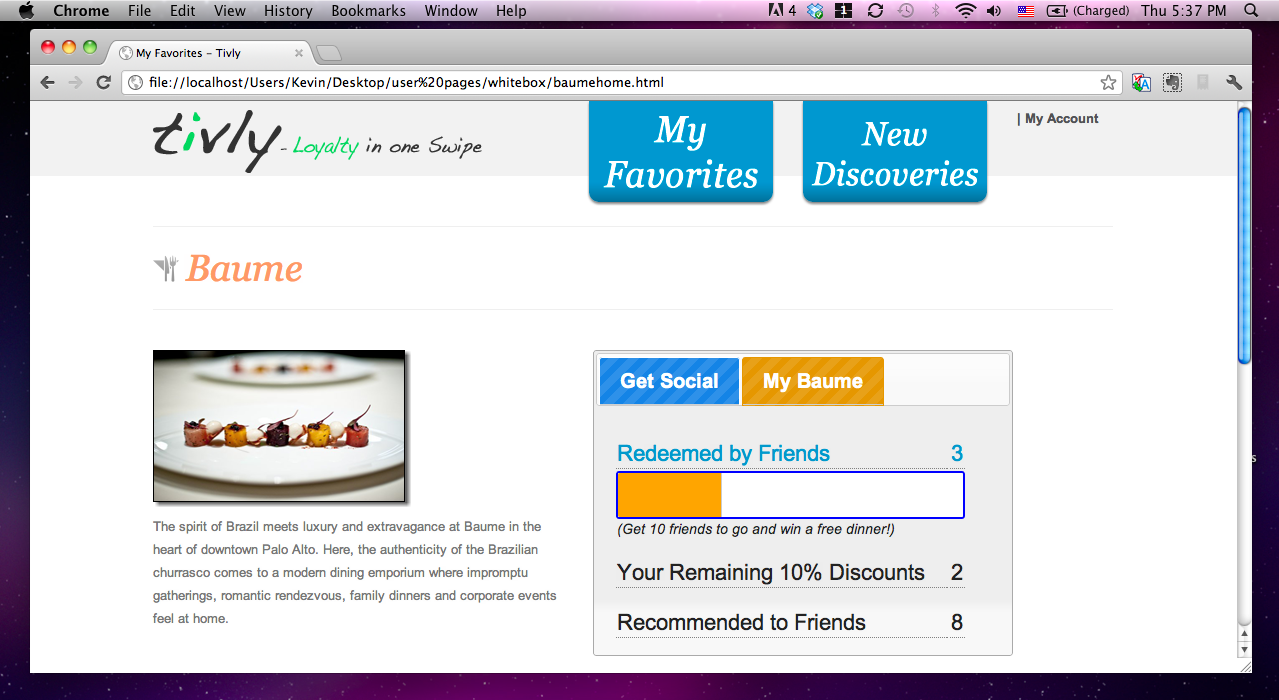 Chrome File Edit View History Bookmarks Window Help 4 1 (Charged) Thu 5:37 PM
My Favorites – Tivly
file://localhost/Users/Kevin/Desktop/user%20pages/whitebox/baumehome.html
tivly - Loyalty in one Swipe
My
Favorites
New
Discoveries
| My Account
Baume
Get Social
My Baume
Redeemed by Friends 3
(Get 10 friends to go and win a free dinner!)
Your Remaining 10% Discounts 2
Recommended to Friends 8
The spirit of Brazil meets luxury and extravagance at Baume in the
heart of downtown Palo Alto. Here, the authenticity of the Brazilian
churrasco comes to a modern dining emporium where impromptu
gatherings, romantic rendezvous, family dinners and corporate events
feel at home.